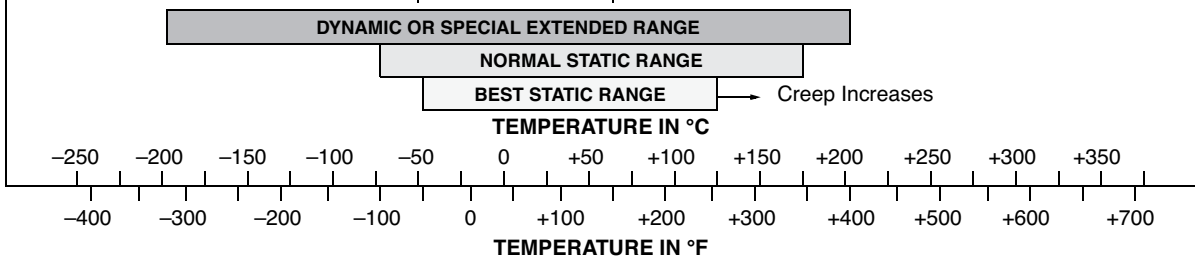 DYNAMIC OR SPECIAL EXTENDED RANGE
NORMAL STATIC RANGE
BEST STATIC RANGE
Creep Increases
TEMPERATURE IN °C
–250 –200 –150 –100 –50 0 +50 +100 +150 +200 +250 +300 +350
–400 –300 –200 –100 0 +100 +200 +300 +400 +500 +600 +700
TEMPERATURE IN °F